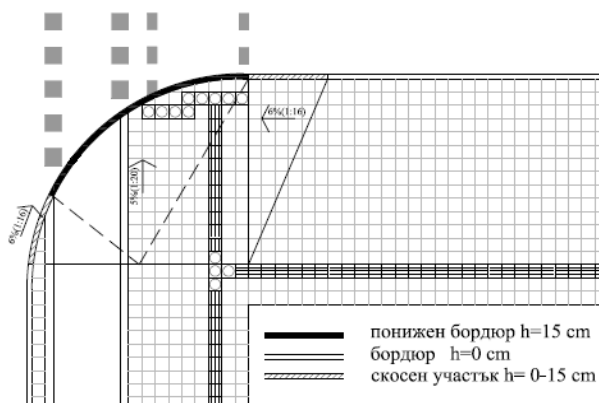 6%(1:16)
5%(1:20)
6%(1:16)
понижен бордюр h=15 cm
бордюр h=0 cm
скосен участък h= 0-15 cm